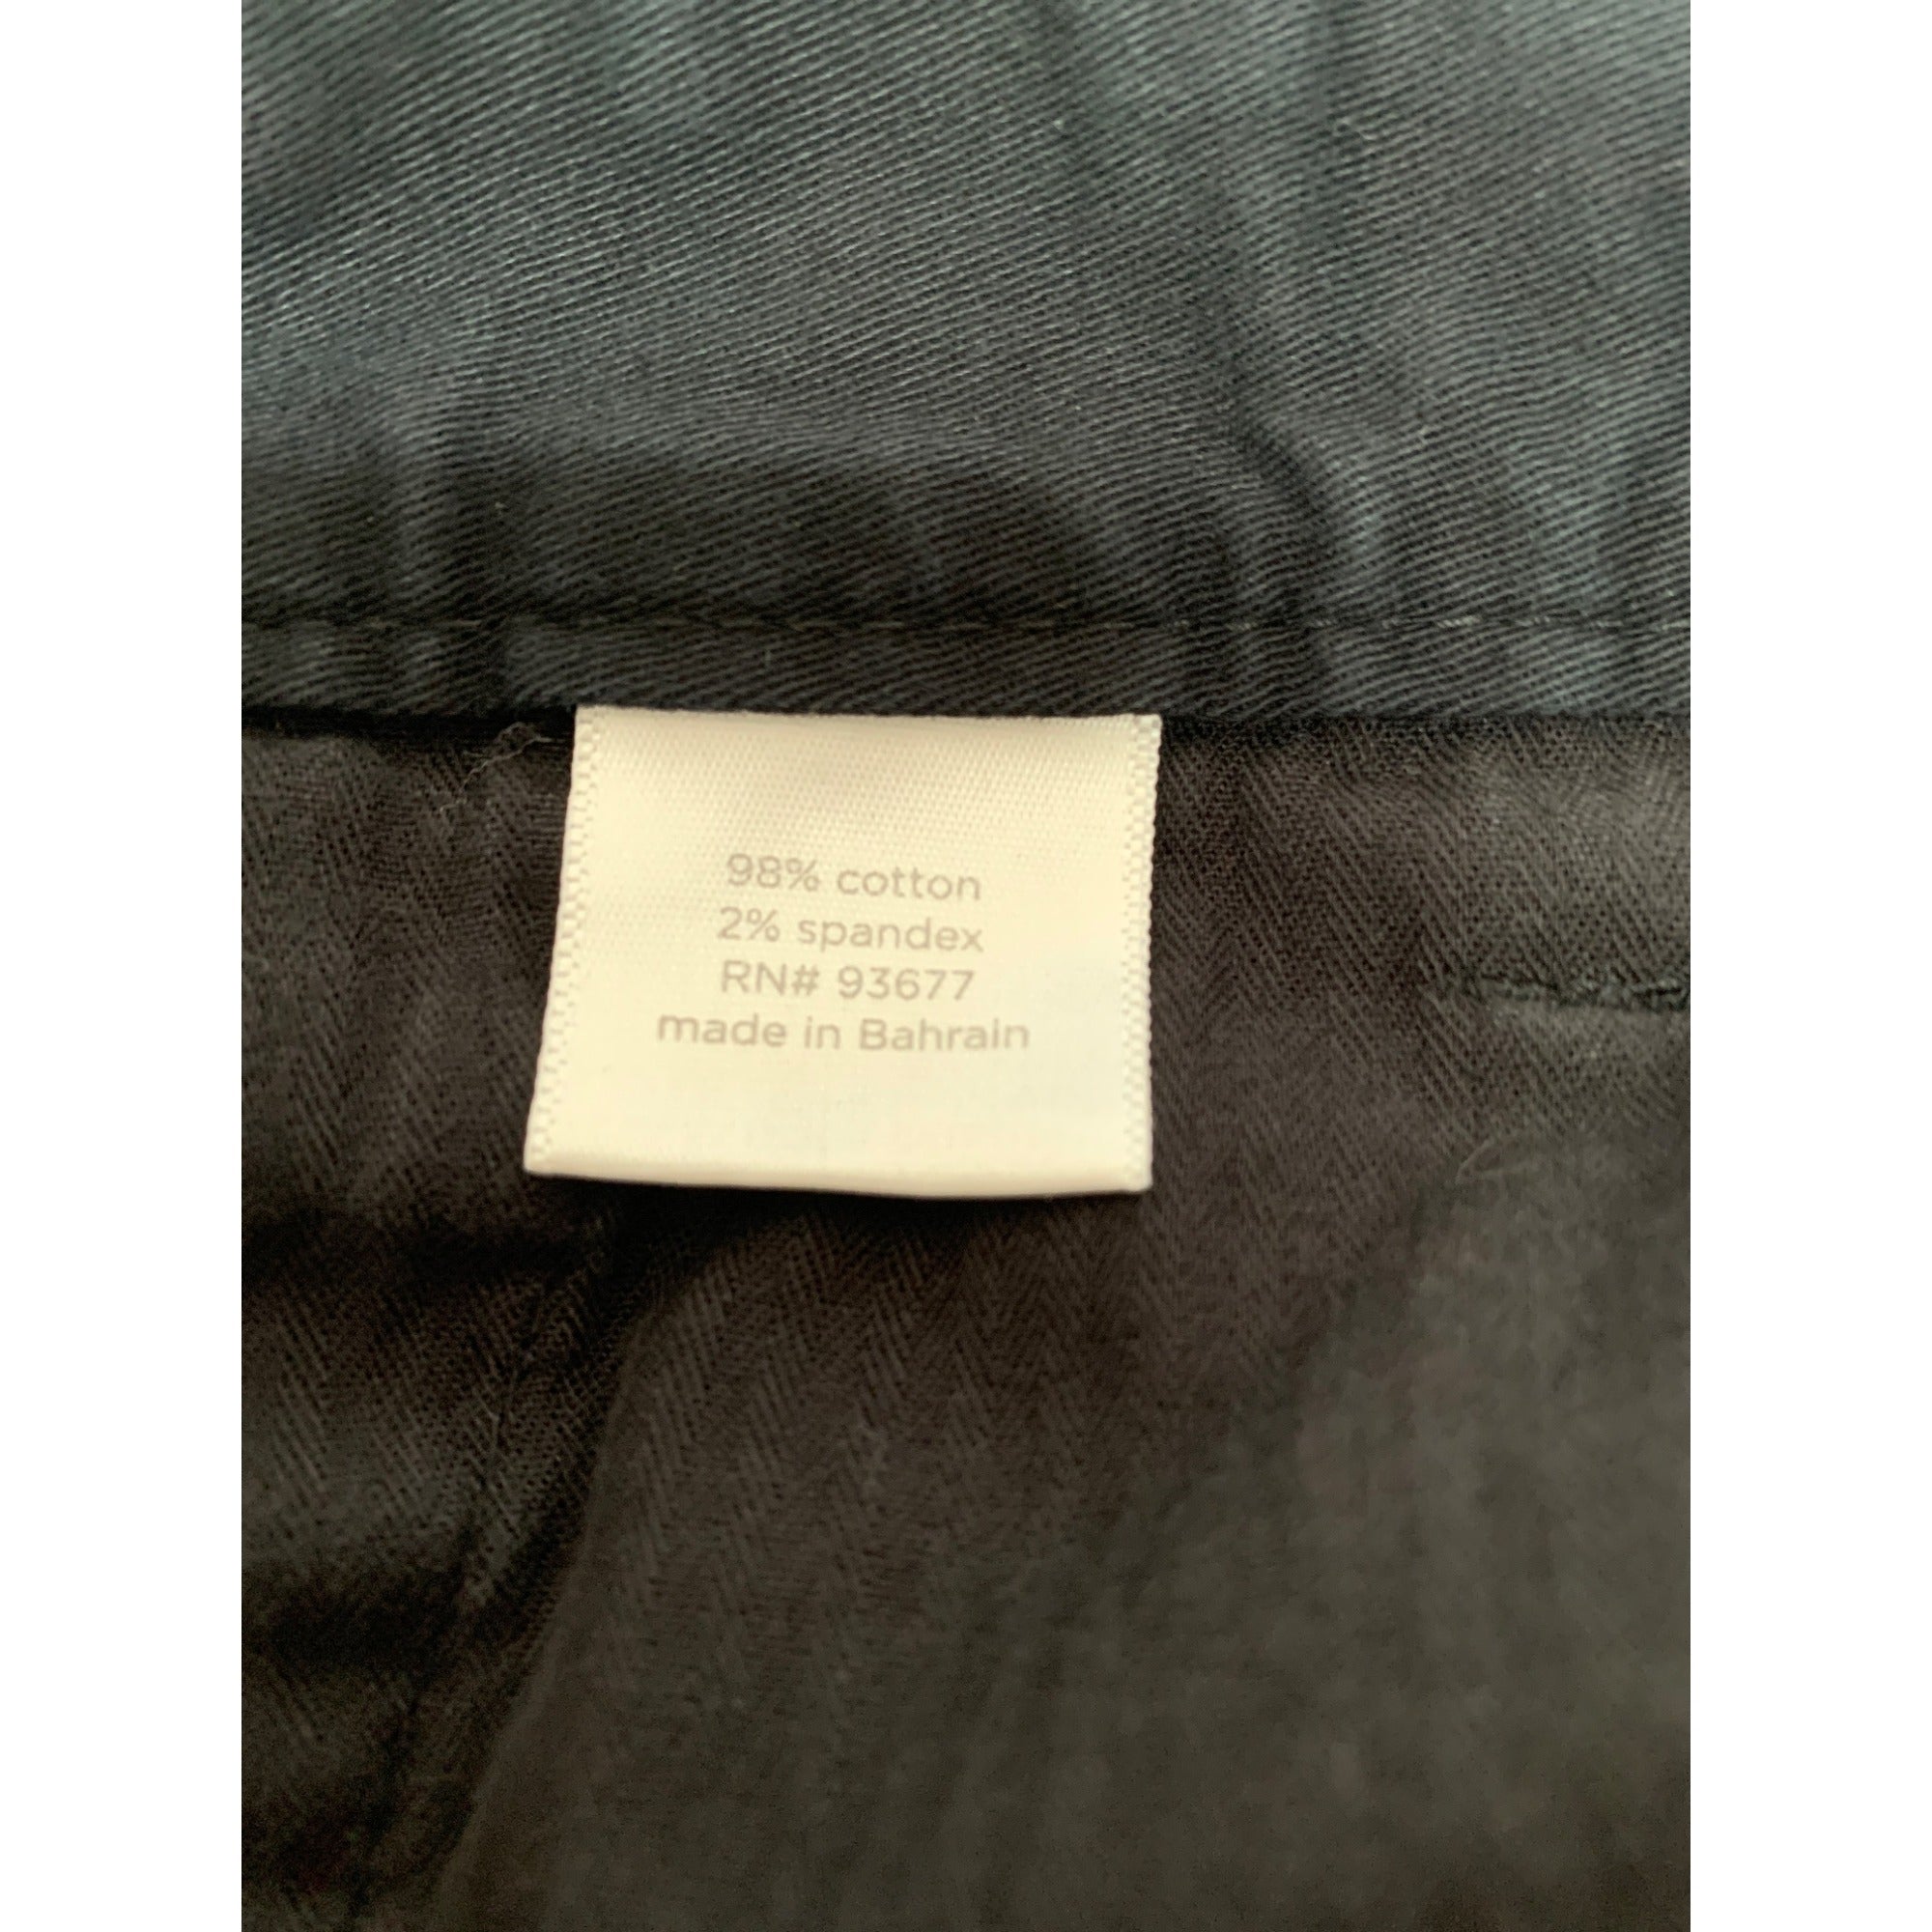 98% cotton
2% spandex
RN# 93677
made in Bahrain